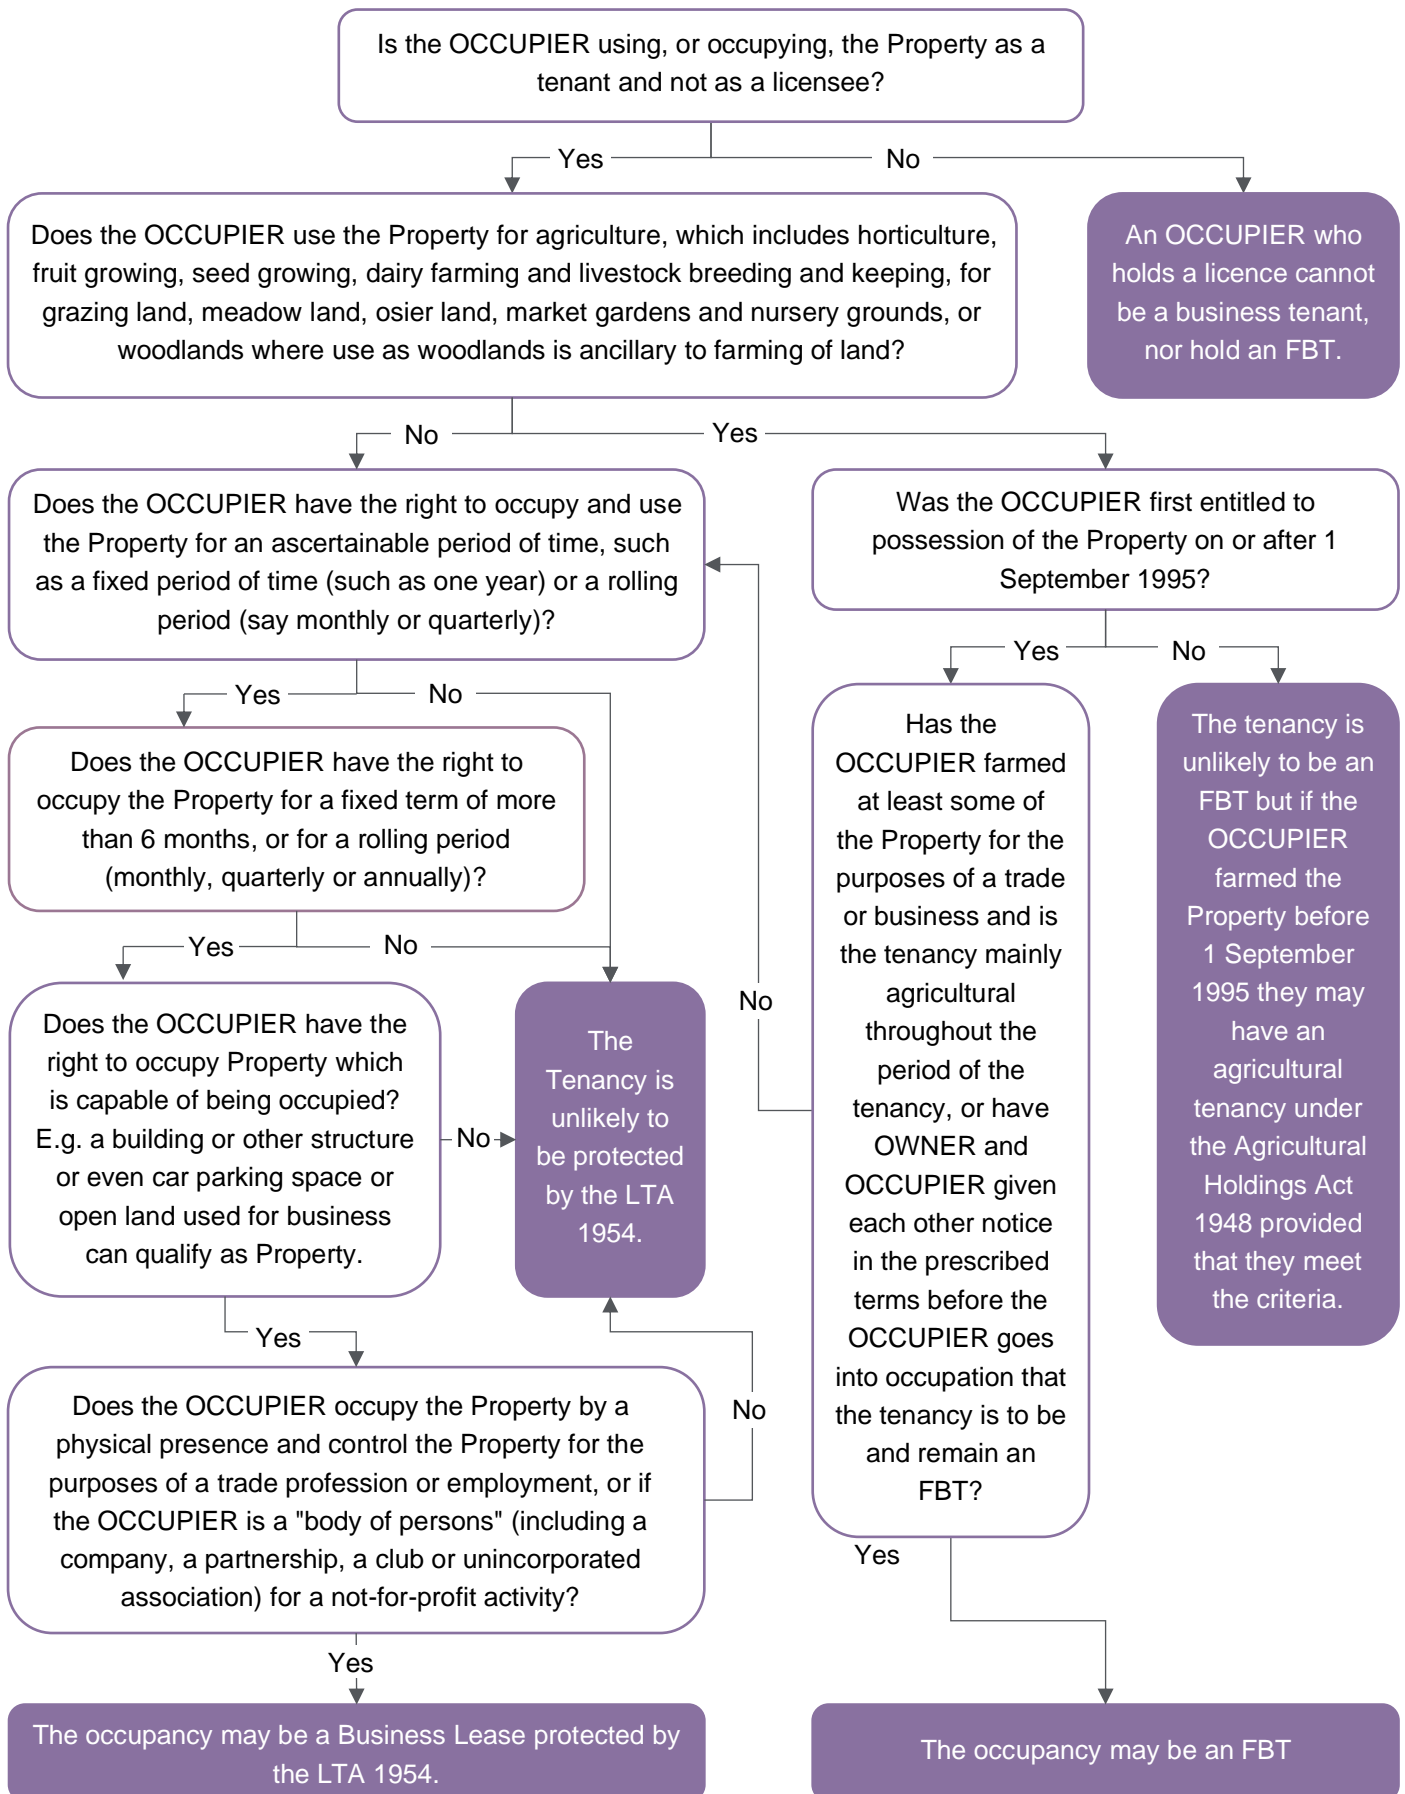 Is the OCCUPIER using, or occupying, the Property as a
tenant and not as a licensee?
Yes
No
Does the OCCUPIER use the Property for agriculture, which includes horticulture,
fruit growing, seed growing, dairy farming and livestock breeding and keeping, for
grazing land, meadow land, osier land, market gardens and nursery grounds, or
woodlands where use as woodlands is ancillary to farming of land?
An OCCUPIER who
holds a licence cannot
be a business tenant,
nor hold an FBT.
No
Yes
Does the OCCUPIER have the right to occupy and use
the Property for an ascertainable period of time, such
as a fixed period of time (such as one year) or a rolling
period (say monthly or quarterly)?
Was the OCCUPIER first entitled to
possession of the Property on or after 1
September 1995?
Yes
No
Yes
No
Does the OCCUPIER have the right to
occupy the Property for a fixed term of more
than 6 months, or for a rolling period
(monthly, quarterly or annually)?
Has the
OCCUPIER farmed
at least some of
the Property for the
purposes of a trade
or business and is
the tenancy mainly
agricultural
throughout the
period of the
tenancy, or have
OWNER and
OCCUPIER given
each other notice
in the prescribed
terms before the
OCCUPIER goes
into occupation that
the tenancy is to be
and remain an
FBT?
The tenancy is
unlikely to be an
FBT but if the
OCCUPIER
farmed the
Property before
1 September
1995 they may
have an
agricultural
tenancy under
the Agricultural
Holdings Act
1948 provided
that they meet
the criteria.
Yes
No
No
Does the OCCUPIER have the
right to occupy Property which
is capable of being occupied?
E.g. a building or other structure
or even car parking space or
open land used for business
can qualify as Property.
No
The
Tenancy is
unlikely to
be protected
by the LTA
1954.
Yes
No
Does the OCCUPIER occupy the Property by a
physical presence and control the Property for the
purposes of a trade profession or employment, or if
the OCCUPIER is a "body of persons" (including a
company, a partnership, a club or unincorporated
association) for a not-for-profit activity?
Yes
Yes
The occupancy may be a Business Lease protected by
the LTA 1954.
The occupancy may be an FBT